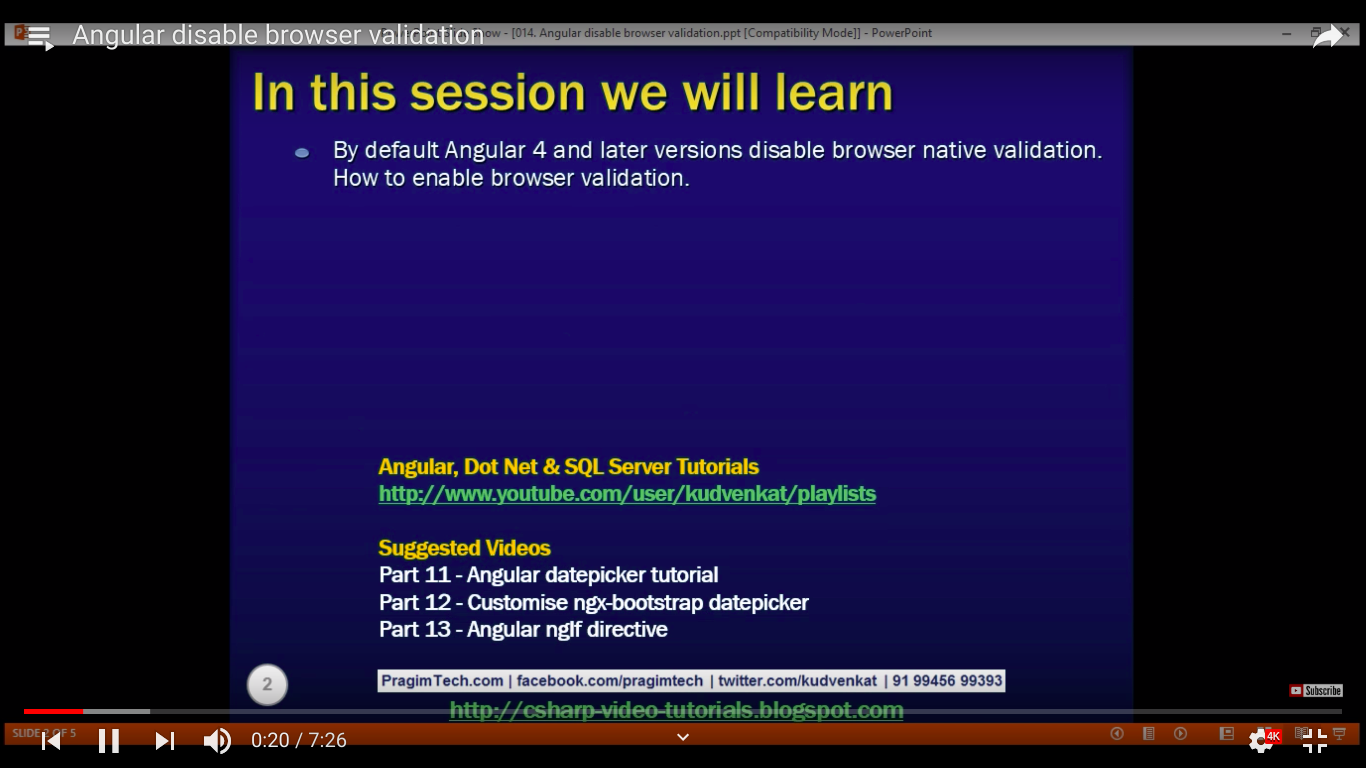 Angular disable browser validation
ow - [014. Angular disable browser validation.ppt [Compatibility Mode]] - PowerPoint
In this session we will learn
By default Angular 4 and later versions disable browser native validation.
How to enable browser validation.
Angular, Dot Net & SQL Server Tutorials
http://www.youtube.com/user/kudvenkat/playlists
Suggested Videos
Part 11 - Angular datepicker tutorial
Part 12 - Customise ngx-bootstrap datepicker
Part 13 - Angular ngIf directive
2
PragimTech.com | facebook.com/pragimtech | twitter.com/kudvenkat | 91 99456 99393
Subscribe
http://csharp-video-tutorials.blogspot.com
SLIDE 2 OF 5
0:20 / 7:26
4K